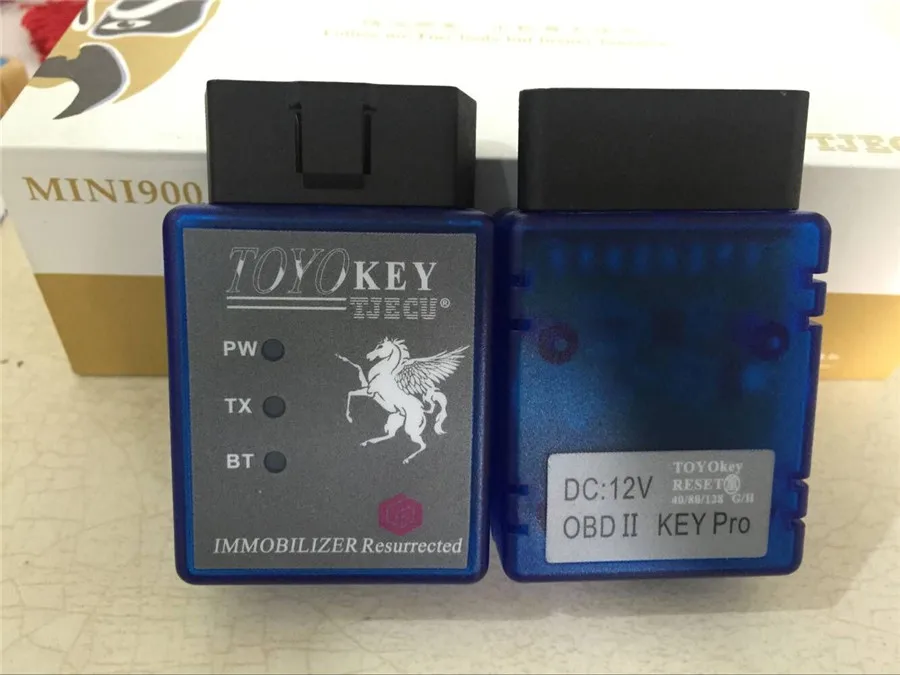 MINI900
TJEC
TOYOKEY
TJECU®
PW
TX
BT
IMMOBILIZER Resurrected
DC:12V
OBD II KEY Pro
TOYOkey
RESET
40/80/128 G/H